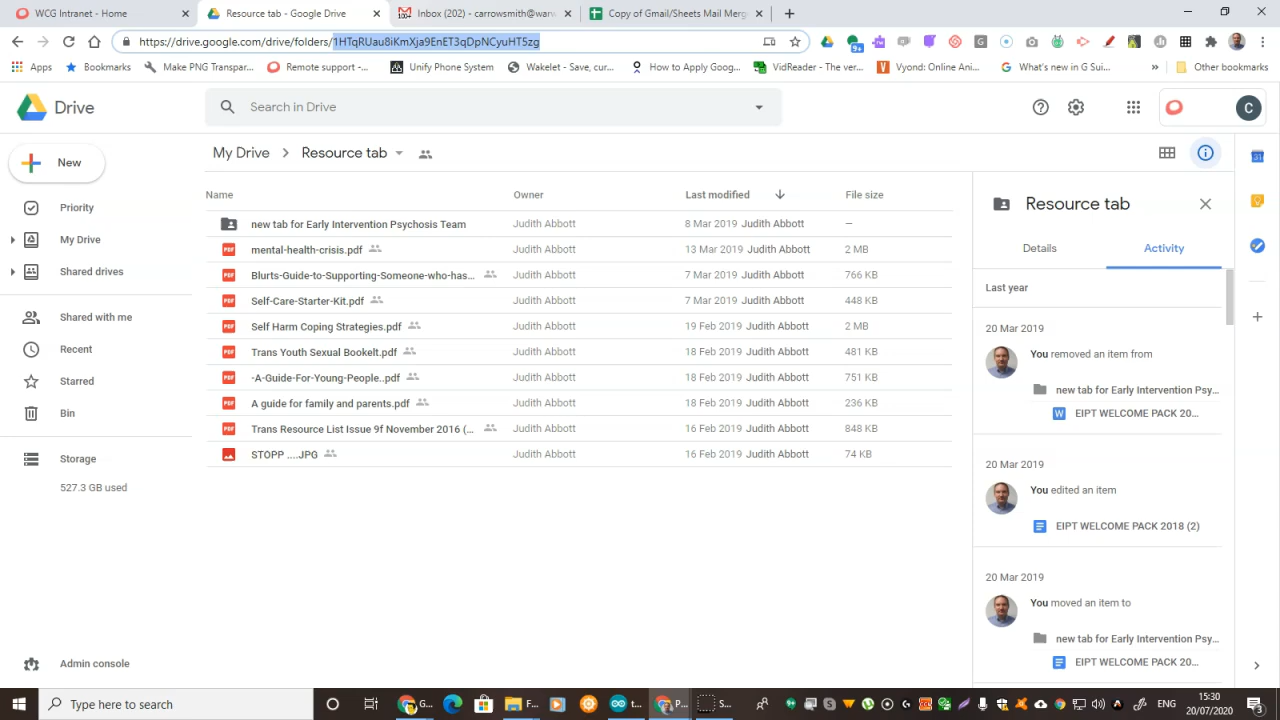 WCG Intranet - Home
Resource tab - Google Drive
Inbox (202) - carrowsmith@warw
Copy of Gmail/Sheets Mail Merg
https://drive.google.com/drive/folders/1HTqRUau8iKmXja9EnET3qDpNCyuHT5zg
9+
Apps
Bookmarks
Make PNG Transpar...
Remote support -...
Unify Phone System
Wakelet - Save, cur...
How to Apply Goog...
VidReader - The ver...
Vyond: Online Ani...
What's new in G Sui...
»
Other bookmarks
Drive
Search in Drive
C
New
My Drive
Resource tab
Priority
My Drive
Shared drives
Shared with me
Recent
Starred
Bin
Storage
527.3 GB used
Admin console
Name Owner Last modified File size
new tab for Early Intervention Psychosis Team Judith Abbott 8 Mar 2019 Judith Abbott —
PDF mental-health-crisis.pdf Judith Abbott 13 Mar 2019 Judith Abbott 2 MB
PDF Blurts-Guide-to-Supporting-Someone-who-has... Judith Abbott 7 Mar 2019 Judith Abbott 766 KB
PDF Self-Care-Starter-Kit.pdf Judith Abbott 7 Mar 2019 Judith Abbott 448 KB
PDF Self Harm Coping Strategies.pdf Judith Abbott 19 Feb 2019 Judith Abbott 2 MB
PDF Trans Youth Sexual Bookelt.pdf Judith Abbott 18 Feb 2019 Judith Abbott 481 KB
PDF -A-Guide-For-Young-People..pdf Judith Abbott 18 Feb 2019 Judith Abbott 751 KB
PDF A guide for family and parents.pdf Judith Abbott 18 Feb 2019 Judith Abbott 236 KB
PDF Trans Resource List Issue 9f November 2016 (... Judith Abbott 16 Feb 2019 Judith Abbott 848 KB
STOPP ....JPG Judith Abbott 16 Feb 2019 Judith Abbott 74 KB
Resource tab
Details
Activity
Last year
20 Mar 2019
You removed an item from
new tab for Early Intervention Psy...
W EIPT WELCOME PACK 20...
20 Mar 2019
You edited an item
EIPT WELCOME PACK 2018 (2)
20 Mar 2019
You moved an item to
new tab for Early Intervention Psy...
EIPT WELCOME PACK 20...
31
Type here to search
G...
F...
t...
P...
S...
ENG
15:30
20/07/2020
3